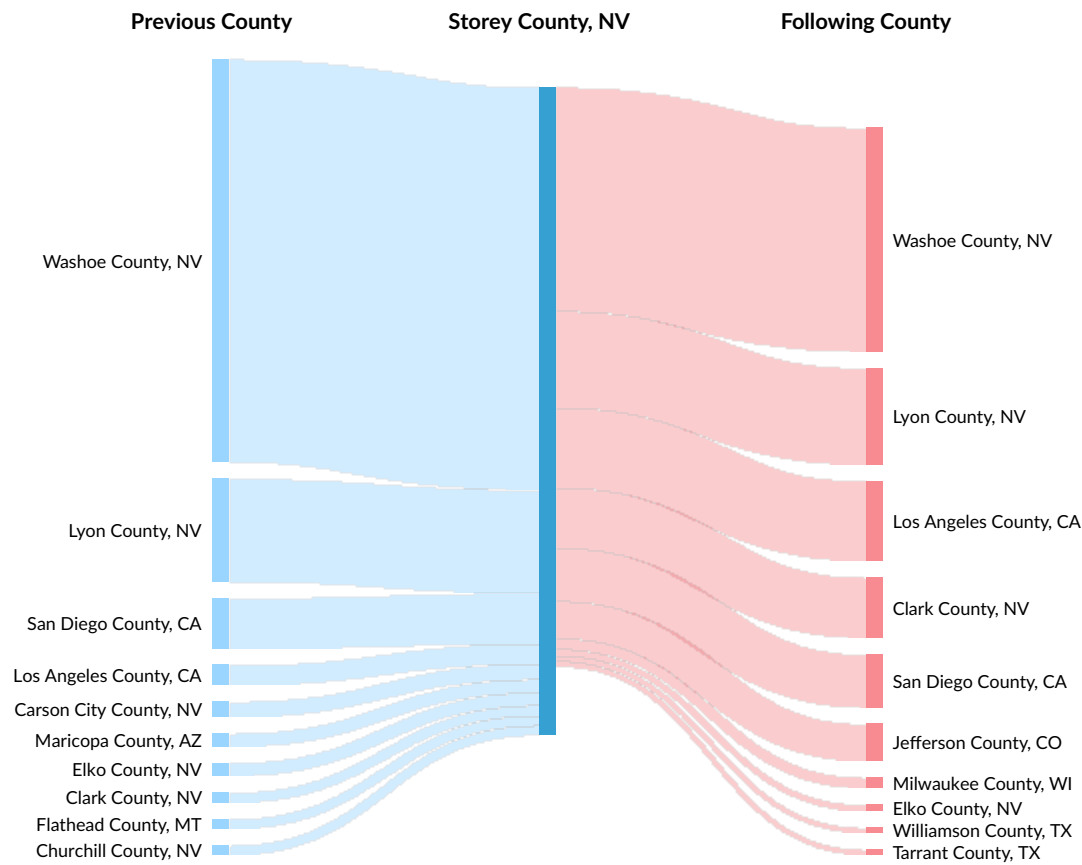 Previous County
Storey County, NV
Following County
Washoe County, NV
Lyon County, NV
San Diego County, CA
Los Angeles County, CA
Carson City County, NV
Maricopa County, AZ
Elko County, NV
Clark County, NV
Flathead County, MT
Churchill County, NV
Washoe County, NV
Lyon County, NV
Los Angeles County, CA
Clark County, NV
San Diego County, CA
Jefferson County, CO
Milwaukee County, WI
Elko County, NV
Williamson County, TX
Tarrant County, TX